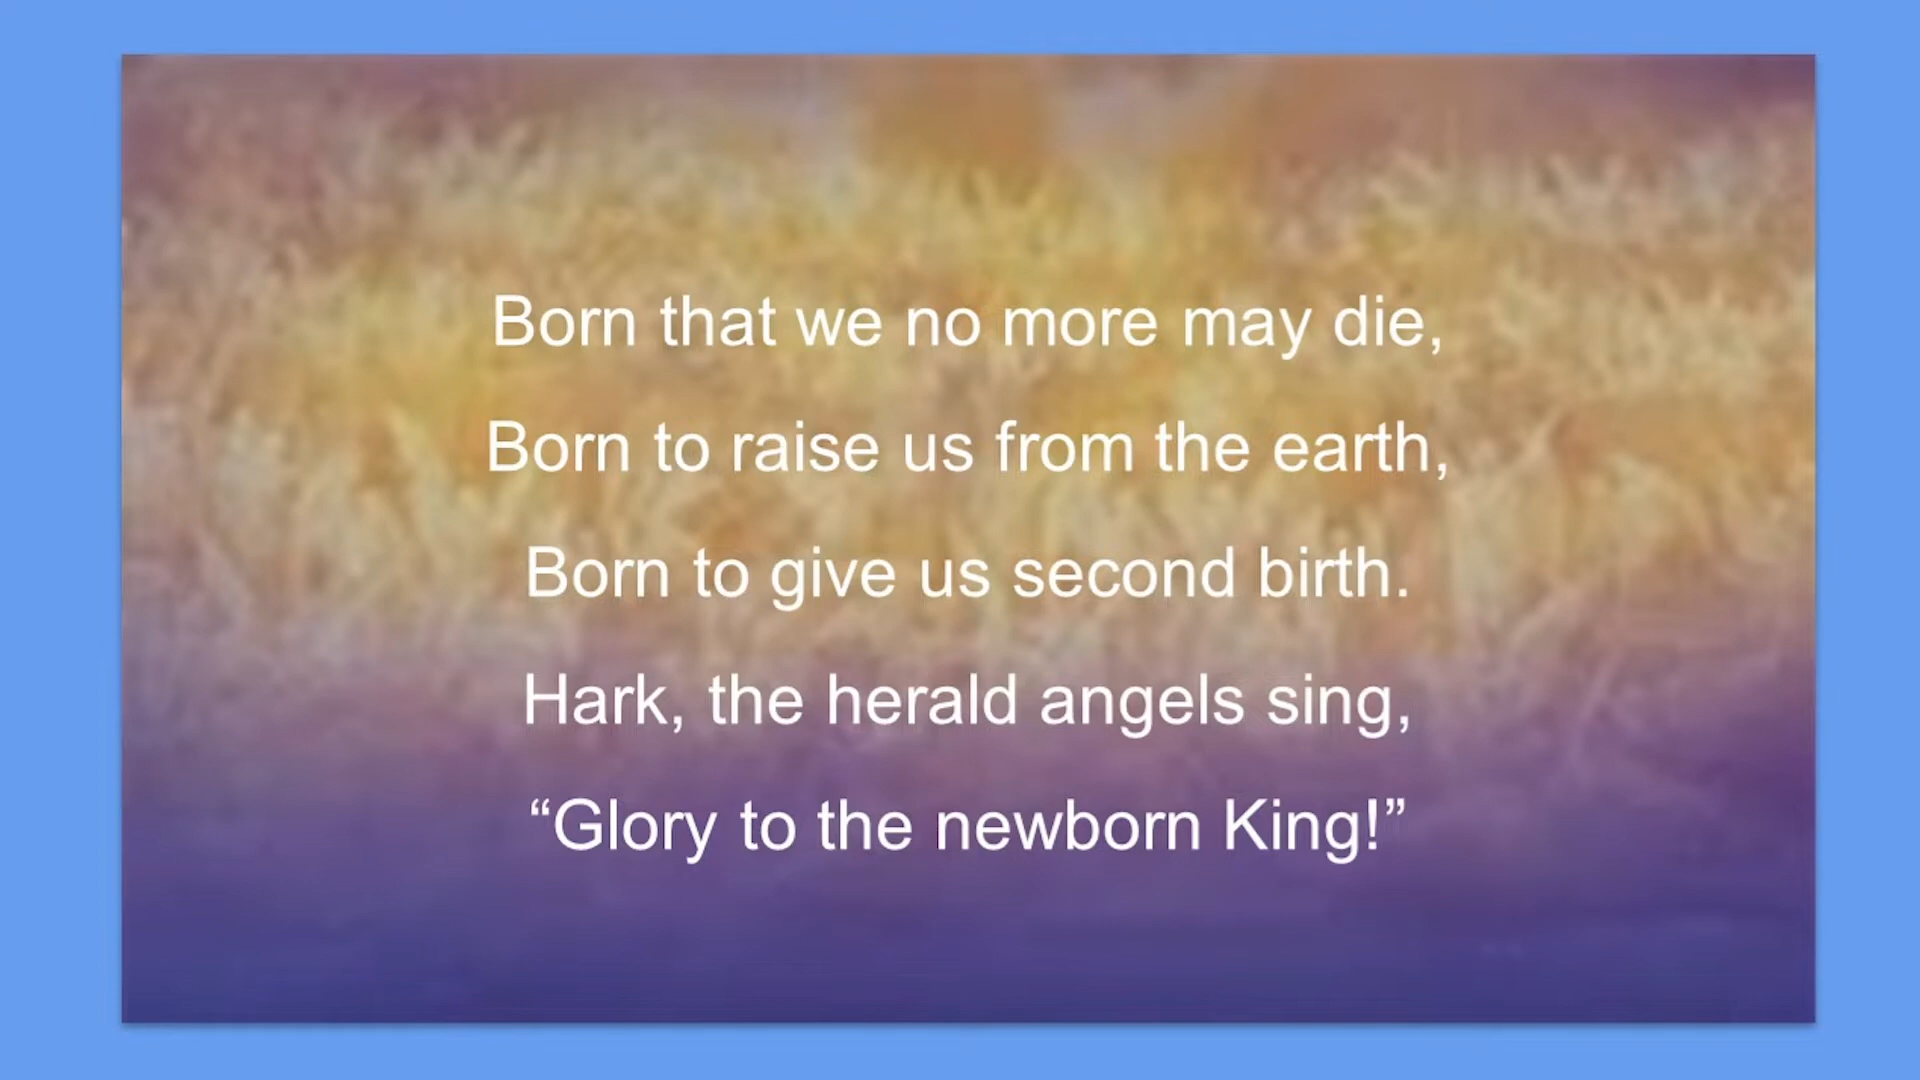 Born that we no more may die,
Born to raise us from the earth,
Born to give us second birth.
Hark, the herald angels sing,
“Glory to the newborn King!”